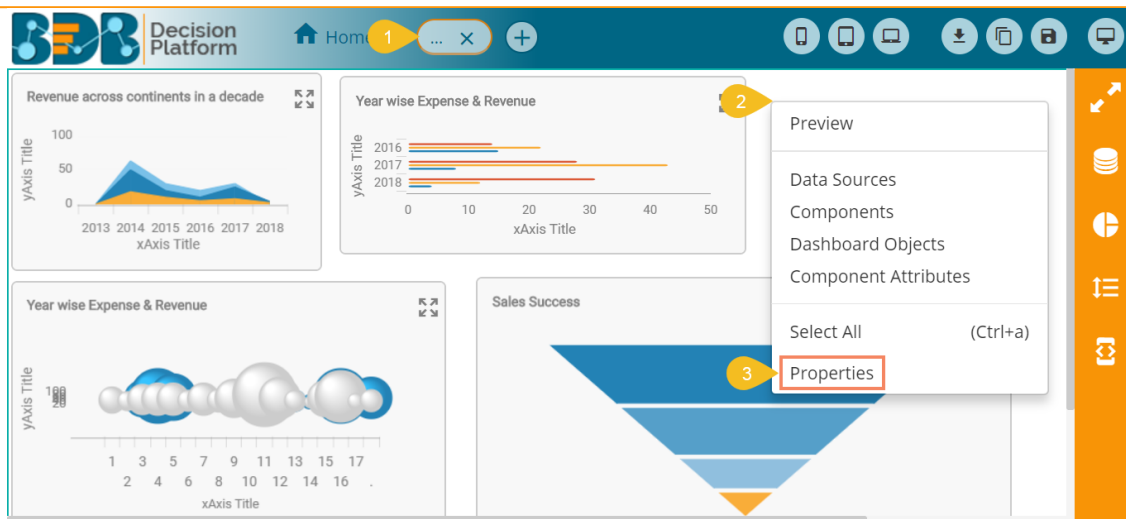 BDB Decision Platform
Home
1
...
Revenue across continents in a decade
yAxis Title
100
50
0
2013 2014 2015 2016 2017 2018
xAxis Title
Year wise Expense & Revenue
yAxis Title
2016
2017
2018
0 10 20 30 40 50
xAxis Title
2
Preview
Data Sources
Components
Dashboard Objects
Component Attributes
Select All (Ctrl+a)
3
Properties
Year wise Expense & Revenue
yAxis Title
100
20
1 3 5 7 9 11 13 15 17
2 4 6 8 10 12 14 16 .
xAxis Title
Sales Success